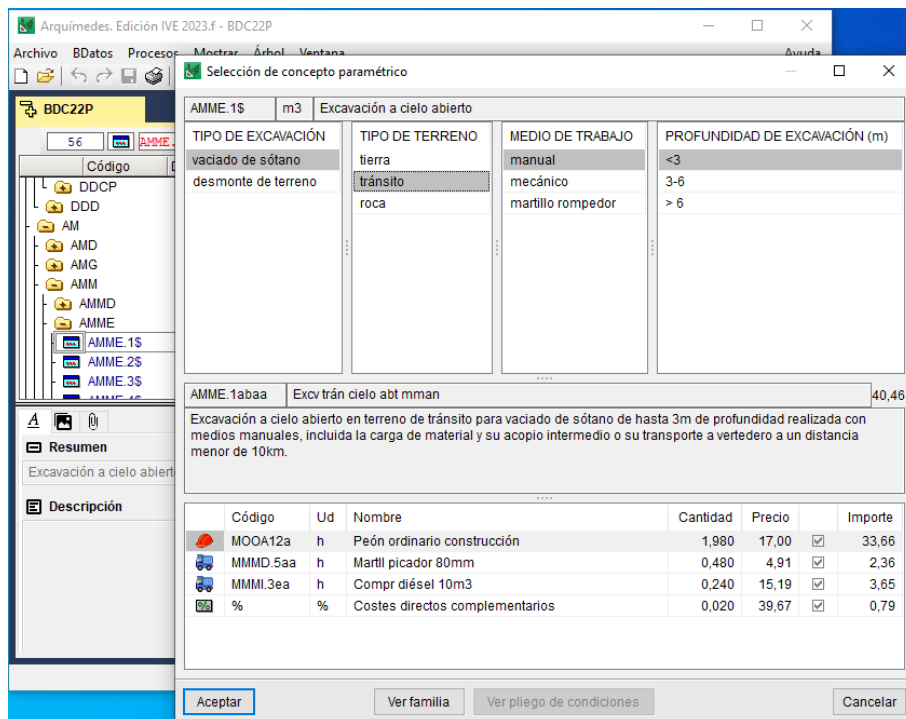 Arquímedes. Edición IVE 2023.f - BDC22P
Archivo BDatos Procesos Mostrar Árbol Ventana Ayuda
Selección de concepto paramétrico
BDC22P
56 AMME.
Código
DDCP
DDD
AM
AMD
AMG
AMM
AMMD
AMME
AMME.1$
AMME.2$
AMME.3$
A
Resumen
Excavación a cielo abiert
Descripción
AMME.1$ m3 Excavación a cielo abierto
TIPO DE EXCAVACIÓN TIPO DE TERRENO MEDIO DE TRABAJO PROFUNDIDAD DE EXCAVACIÓN (m)
vaciado de sótano tierra manual <3
desmonte de terreno tránsito mecánico 3-6
roca martillo rompedor > 6
AMME.1abaa Excv trán cielo abt mman 40,46
Excavación a cielo abierto en terreno de tránsito para vaciado de sótano de hasta 3m de profundidad realizada con
medios manuales, incluida la carga de material y su acopio intermedio o su transporte a vertedero a un distancia
menor de 10km.
Código Ud Nombre Cantidad Precio Importe
MOOA12a h Peón ordinario construcción 1,980 17,00 33,66
MMMD.5aa h Martll picador 80mm 0,480 4,91 2,36
MMMI.3ea h Compr diésel 10m3 0,240 15,19 3,65
% % Costes directos complementarios 0,020 39,67 0,79
Aceptar Ver familia Ver pliego de condiciones Cancelar